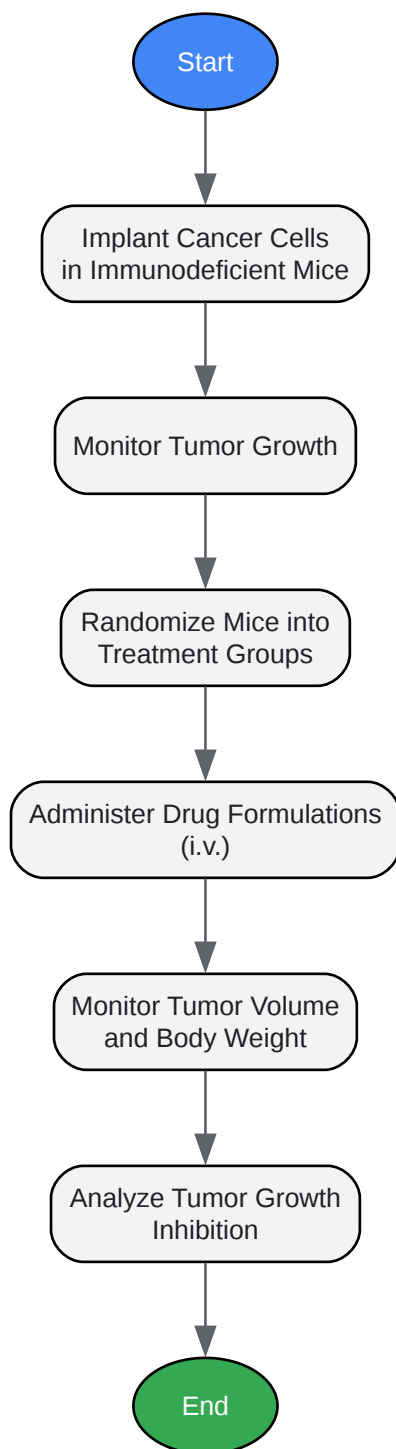 Start
Implant Cancer Cells
in Immunodeficient Mice
Monitor Tumor Growth
Randomize Mice into
Treatment Groups
Administer Drug Formulations
(i.v.)
Monitor Tumor Volume
and Body Weight
Analyze Tumor Growth
Inhibition
End